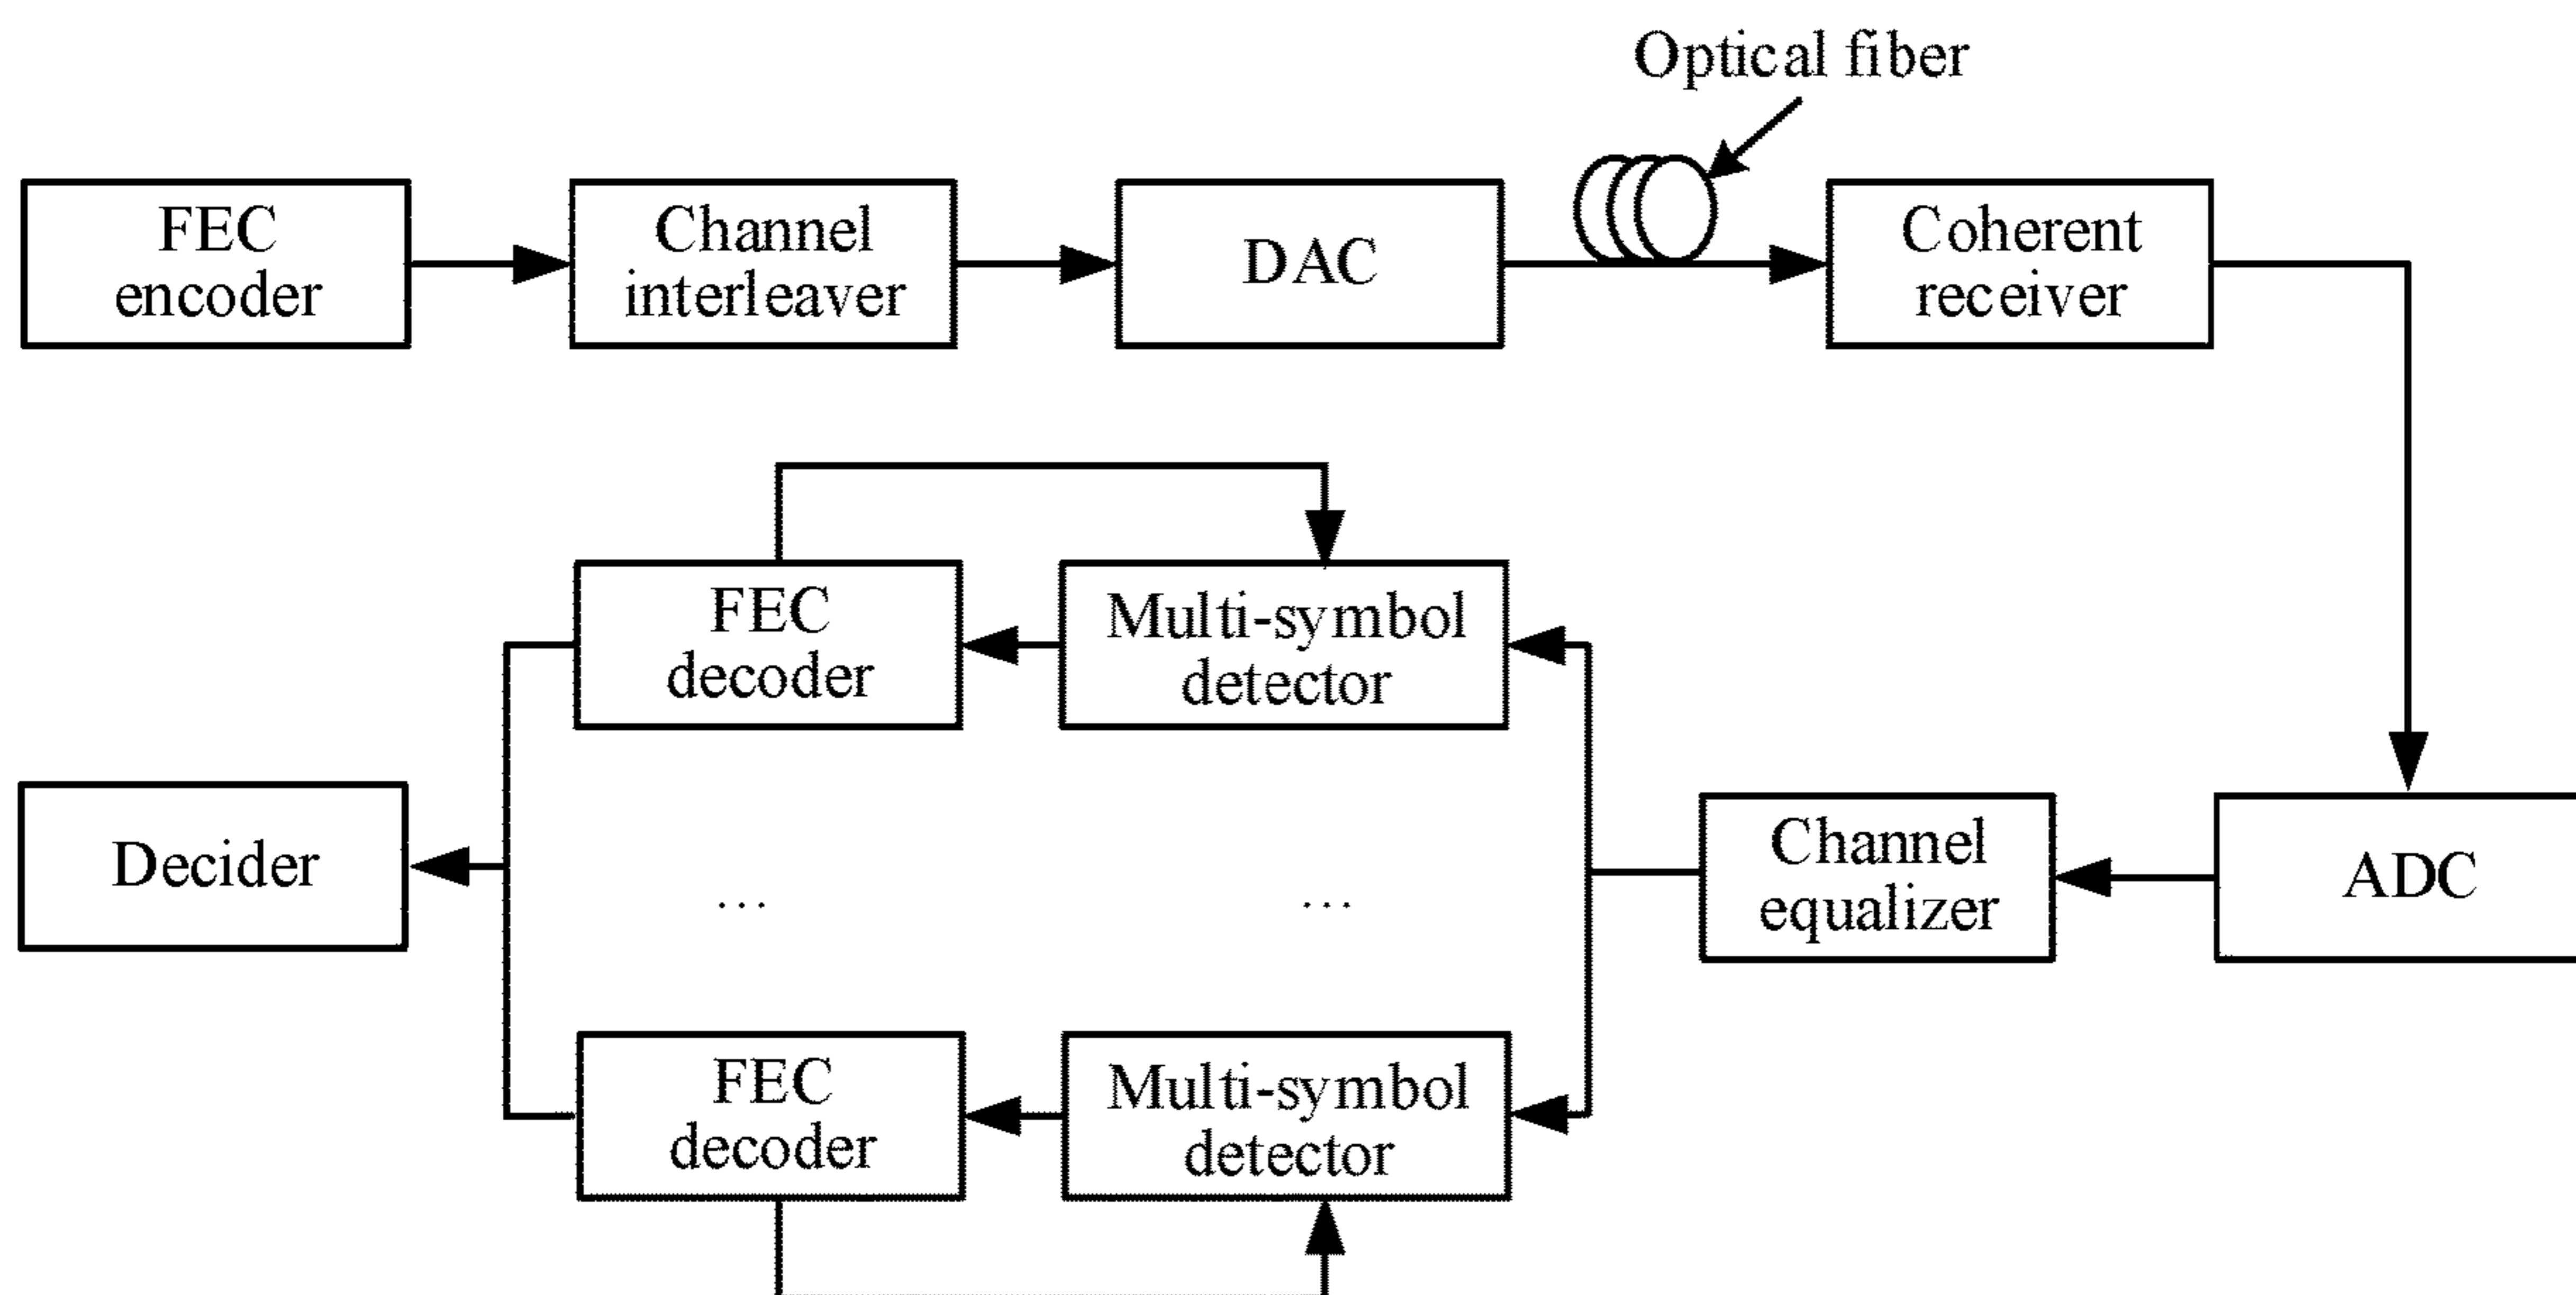 Optical fiber
FEC
encoder
Channel
interleaver
DAC
Coherent
receiver
FEC
decoder
Multi-symbol
detector
Decider
...
...
Channel
equalizer
ADC
FEC
decoder
Multi-symbol
detector